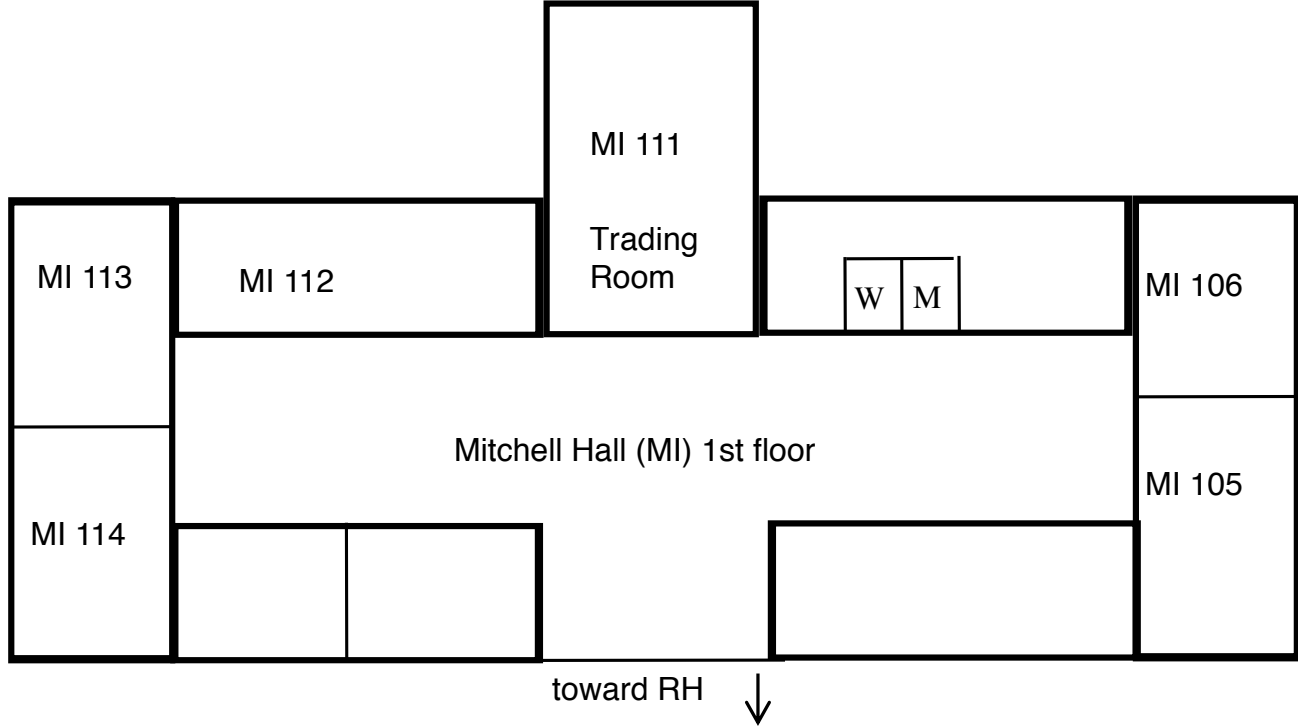 MI 111
Trading
Room
MI 113
MI 112
W M
MI 106
Mitchell Hall (MI) 1st floor
MI 105
MI 114
toward RH